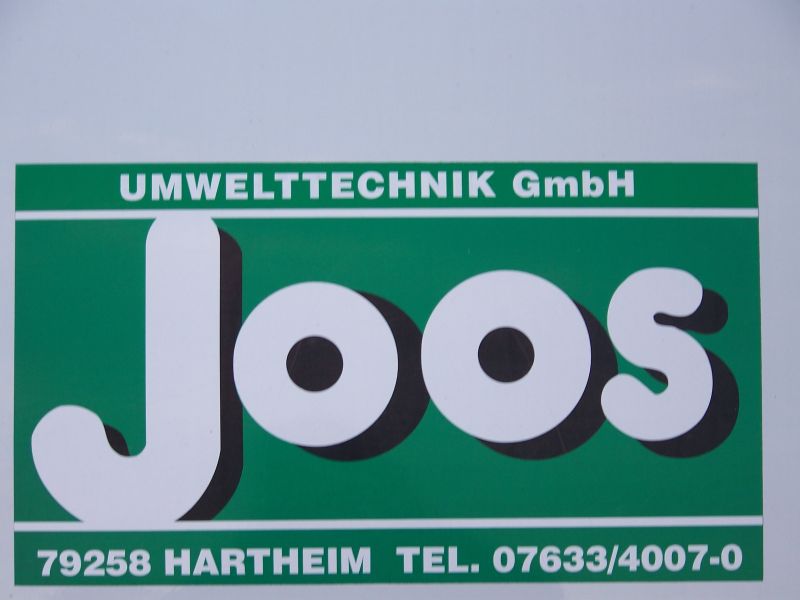 UMWELTTECHNIK GmbH
Joos
79258 HARTHEIM TEL. 07633/4007-0